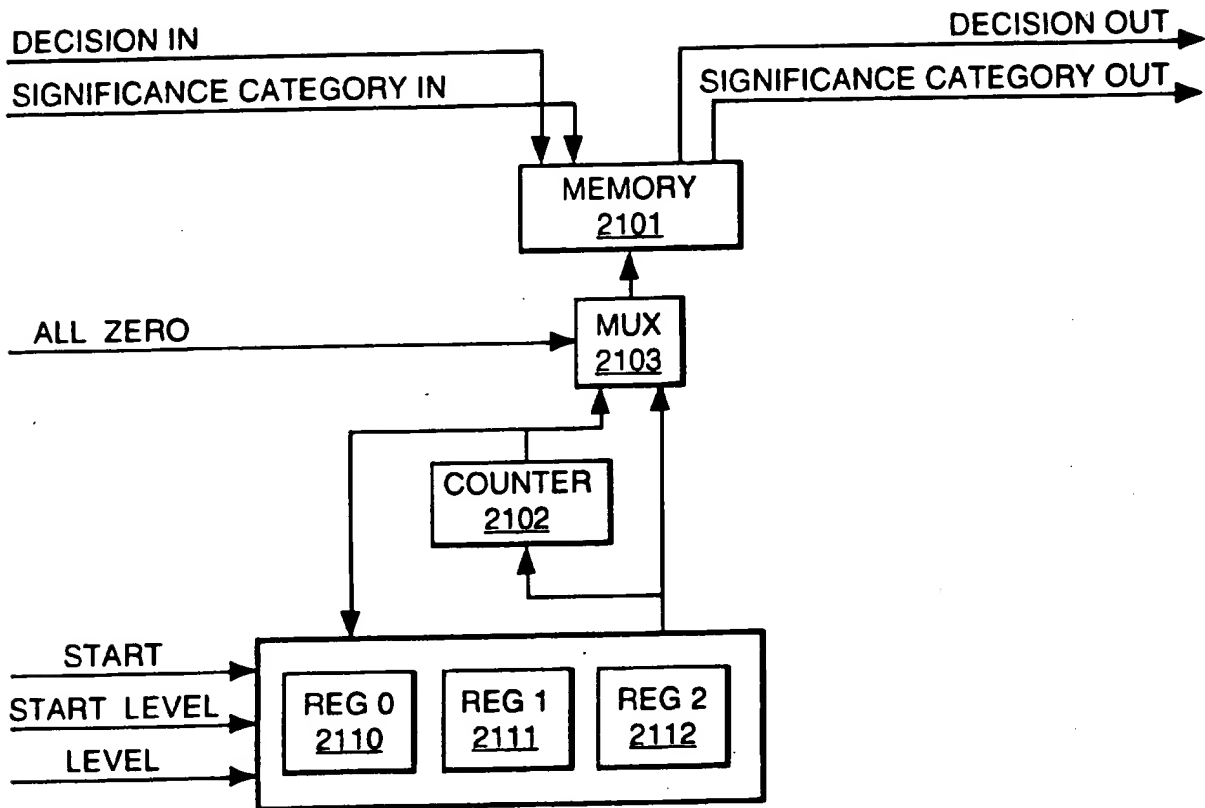 DECISION IN
DECISION OUT
SIGNIFICANCE CATEGORY IN
SIGNIFICANCE CATEGORY OUT
MEMORY
2101
ALL ZERO
MUX
2103
COUNTER
2102
START
START LEVEL
LEVEL
REG 0
2110
REG 1
2111
REG 2
2112